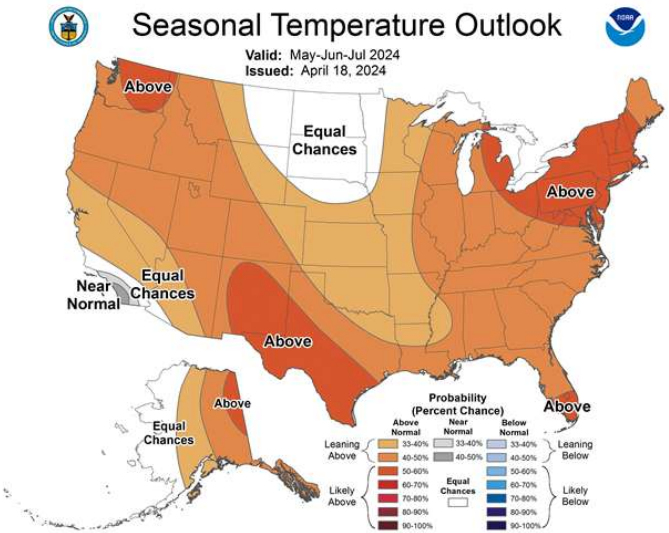 Seasonal Temperature Outlook
NOAA
Valid: May-Jun-Jul 2024
Issued: April 18, 2024
Above
Equal
Chances
Above
Equal
Chances
Near
Normal
Above
Above
Equal
Chances
Above
Probability
(Percent Chance)
Above
Normal
Near
Normal
Below
Normal
Leaning
Above
33-40%
40-50%
33-40%
40-50%
33-40%
40-50%
Leaning
Below
Likely
Above
50-60%
60-70%
70-80%
80-90%
90-100%
Equal
Chances
50-60%
60-70%
70-80%
80-90%
90-100%
Likely
Below